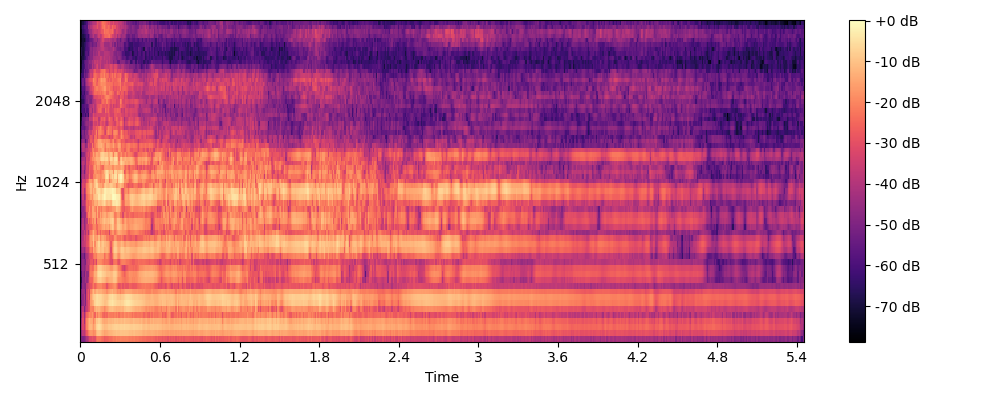 Hz
2048
1024
512
0 0.6 1.2 1.8 2.4 3 3.6 4.2 4.8 5.4
Time
+0 dB
-10 dB
-20 dB
-30 dB
-40 dB
-50 dB
-60 dB
-70 dB